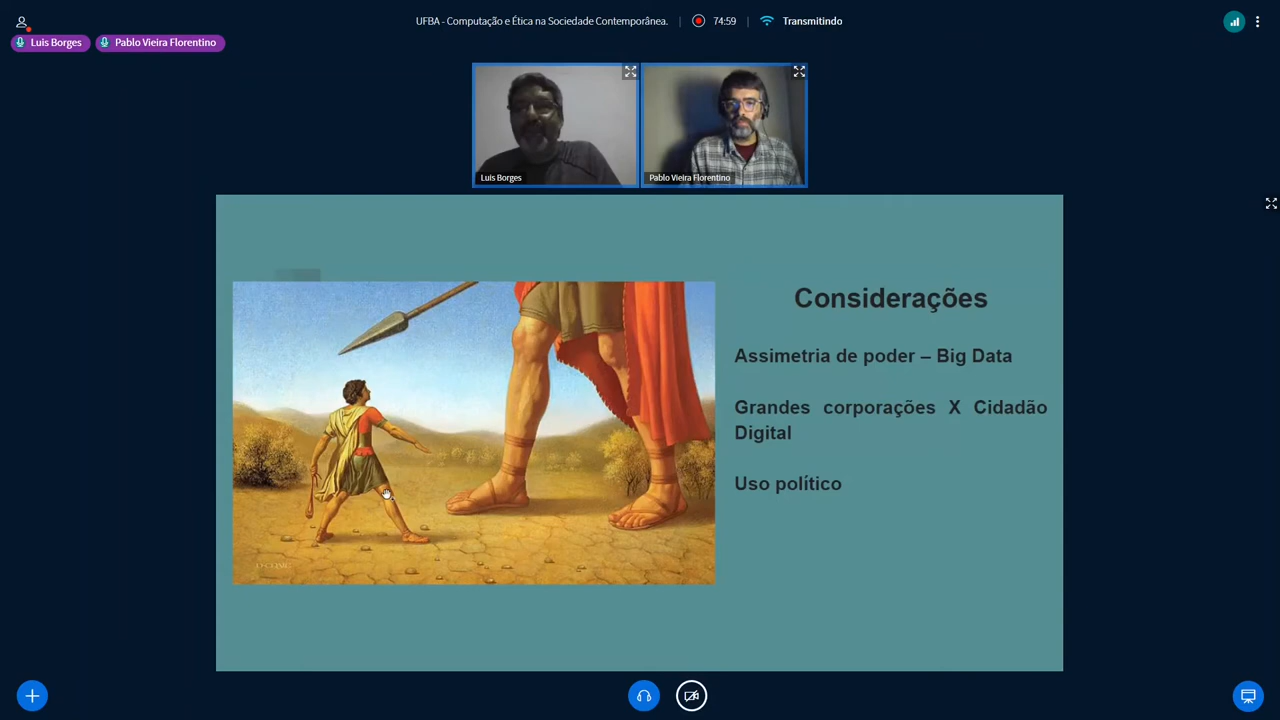 UFBA - Computação e Ética na Sociedade Contemporânea.
74:59
Transmitindo
Luis Borges
Pablo Vieira Florentino
Luis Borges
Pablo Vieira Florentino
Considerações
Assimetria de poder – Big Data
Grandes corporações X Cidadão
Digital
Uso político